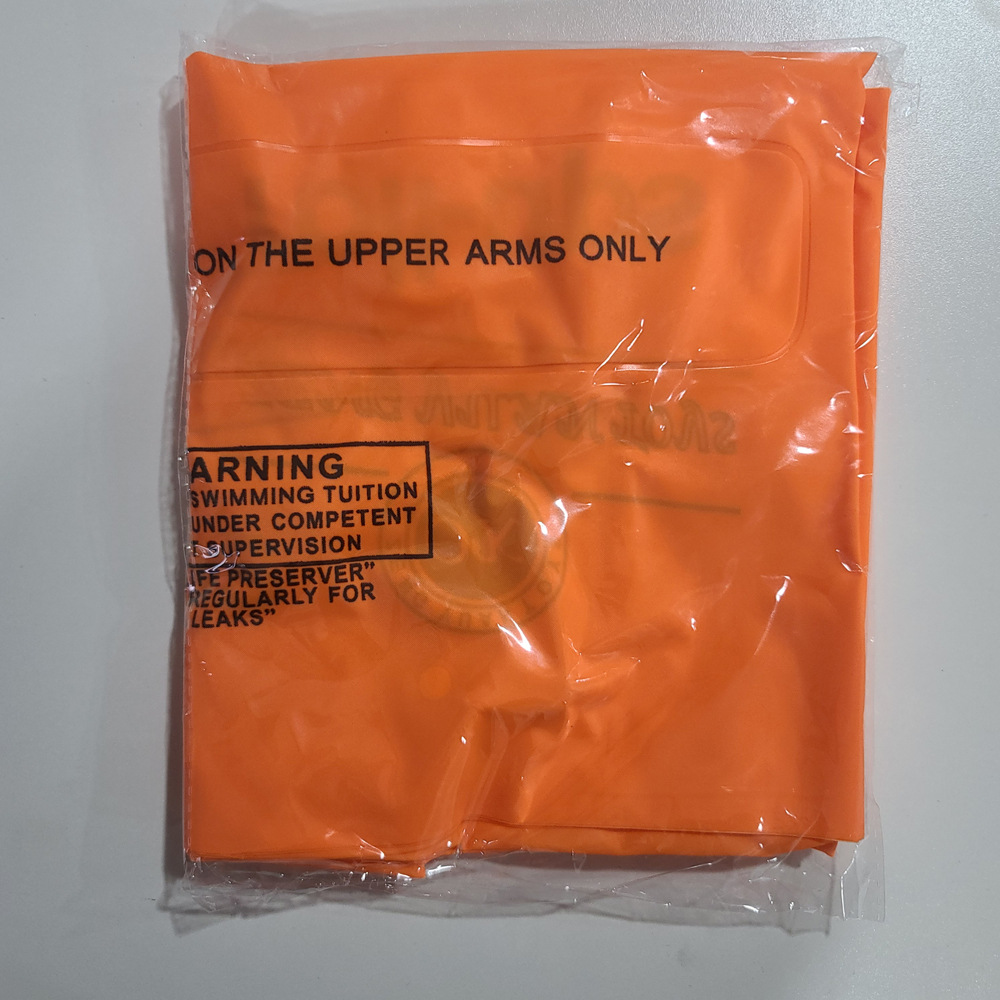 ON THE UPPER ARMS ONLY
ARNING
SWIMMING TUITION
UNDER COMPETENT
SUPERVISION
IFE PRESERVER”
REGULARLY FOR
LEAKS”